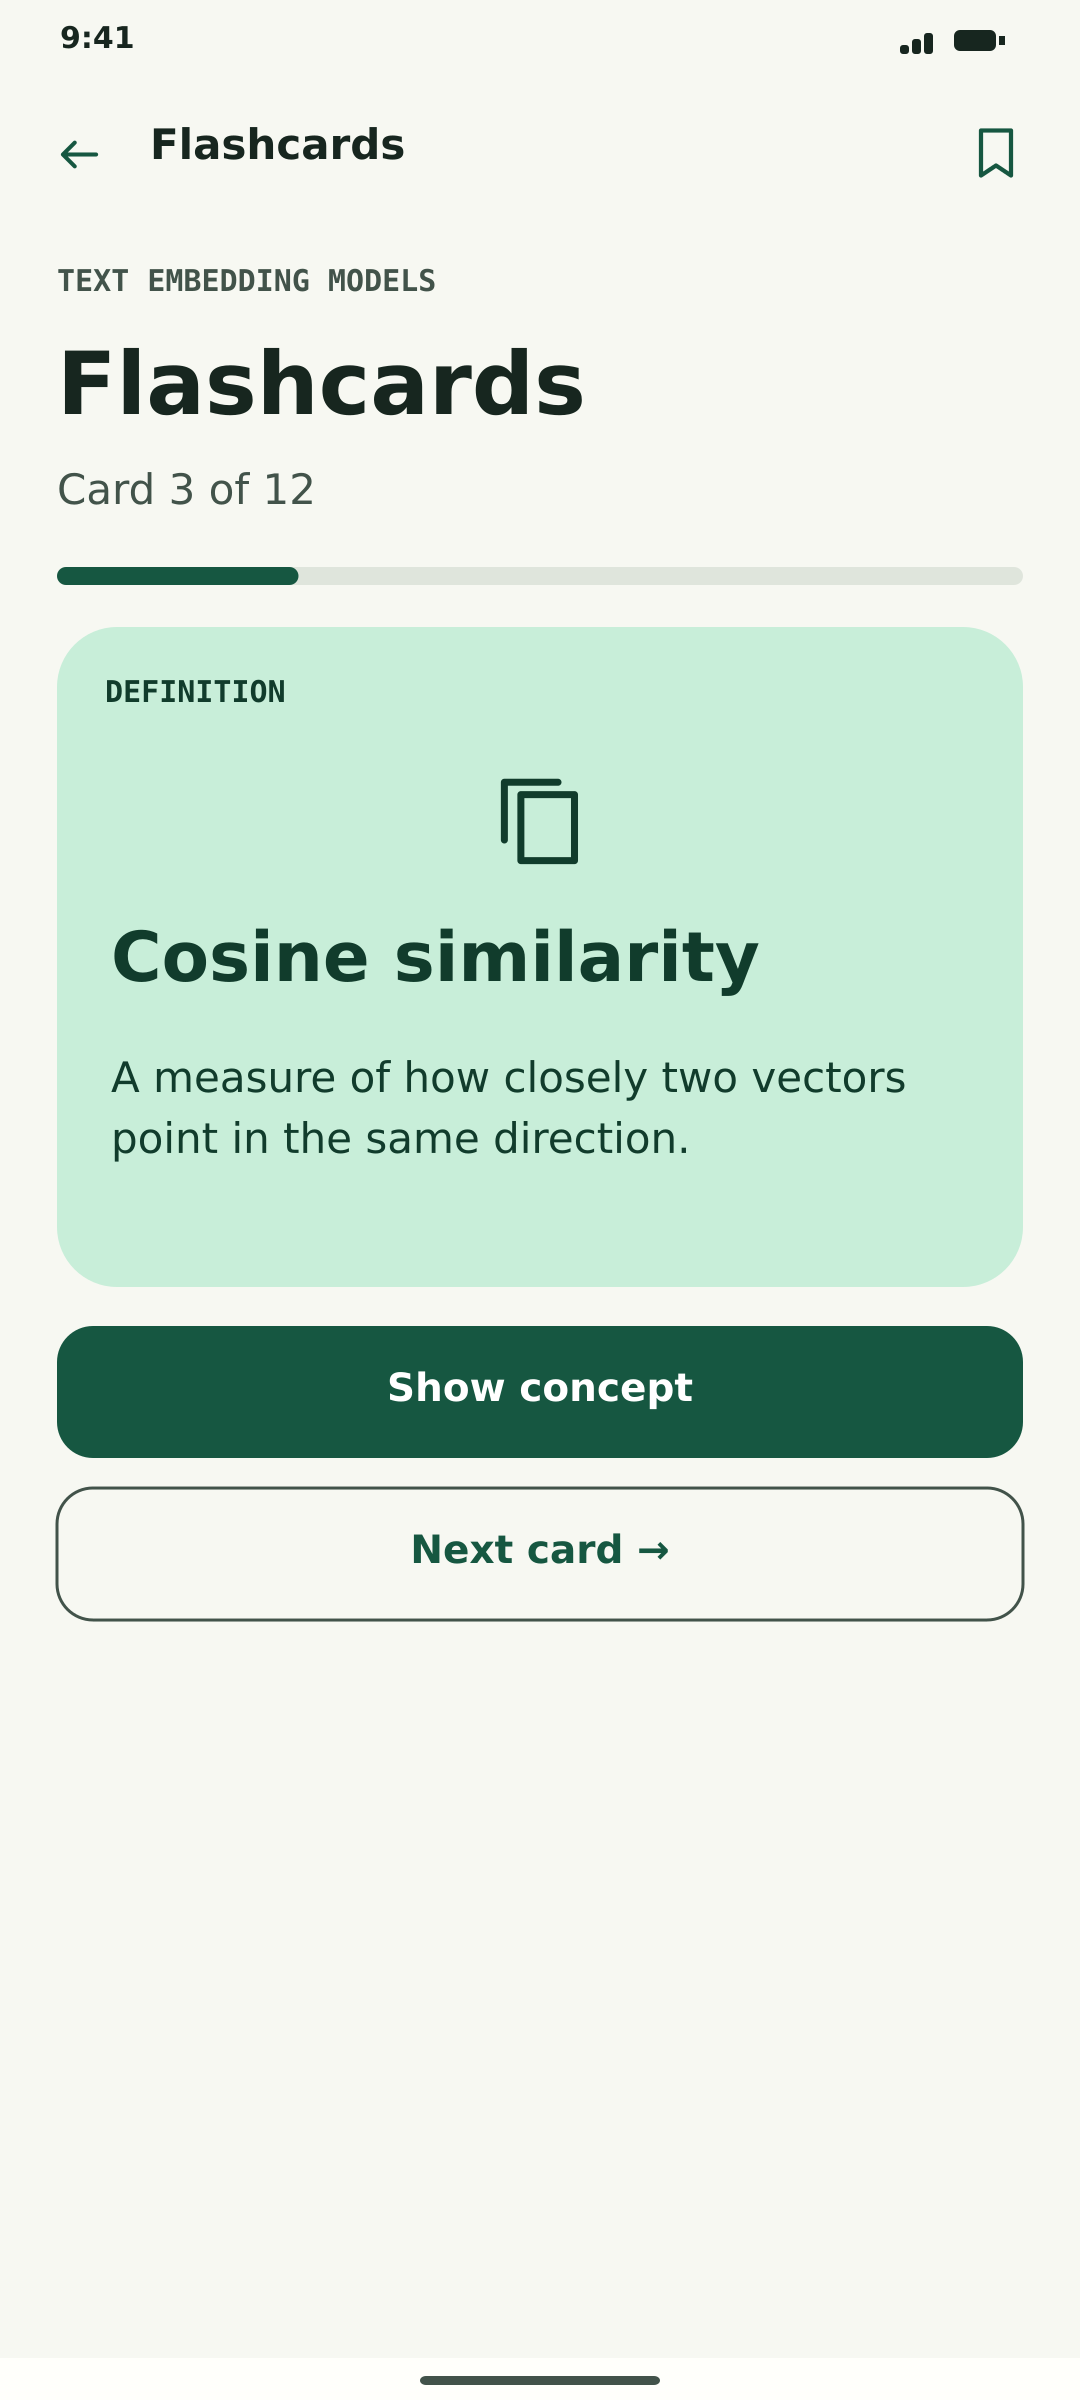 9:41
Flashcards
TEXT EMBEDDING MODELS
Flashcards
Card 3 of 12
DEFINITION
Cosine similarity
A measure of how closely two vectors
point in the same direction.
Show concept
Next card →